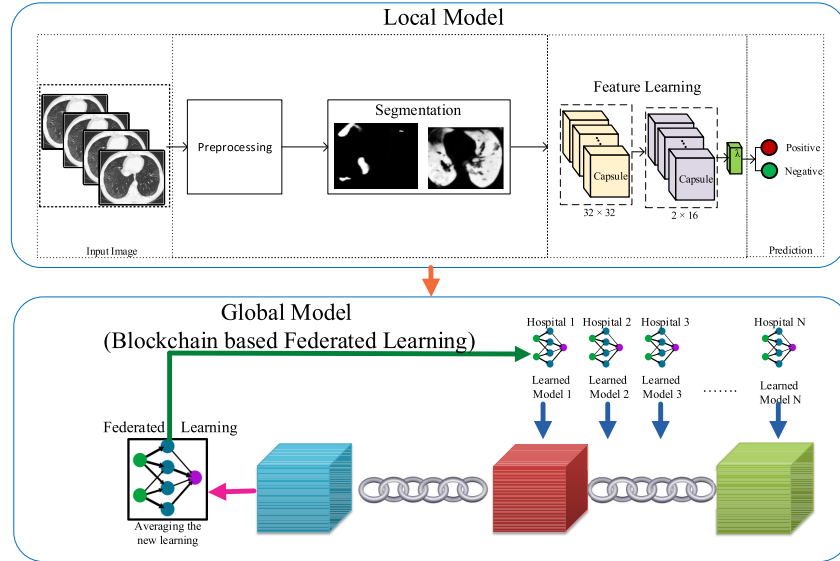 Local Model
Input Image
Preprocessing
Segmentation
Feature Learning
Capsule
32 × 32
Capsule
2 × 16
λ
Positive
Negative
Prediction
Global Model
(Blockchain based Federated Learning)
Hospital 1
Hospital 2
Hospital 3
Hospital N
Learned
Model 1
Learned
Model 2
Learned
Model 3
.......
Learned
Model N
Federated Learning
Averaging the
new learning